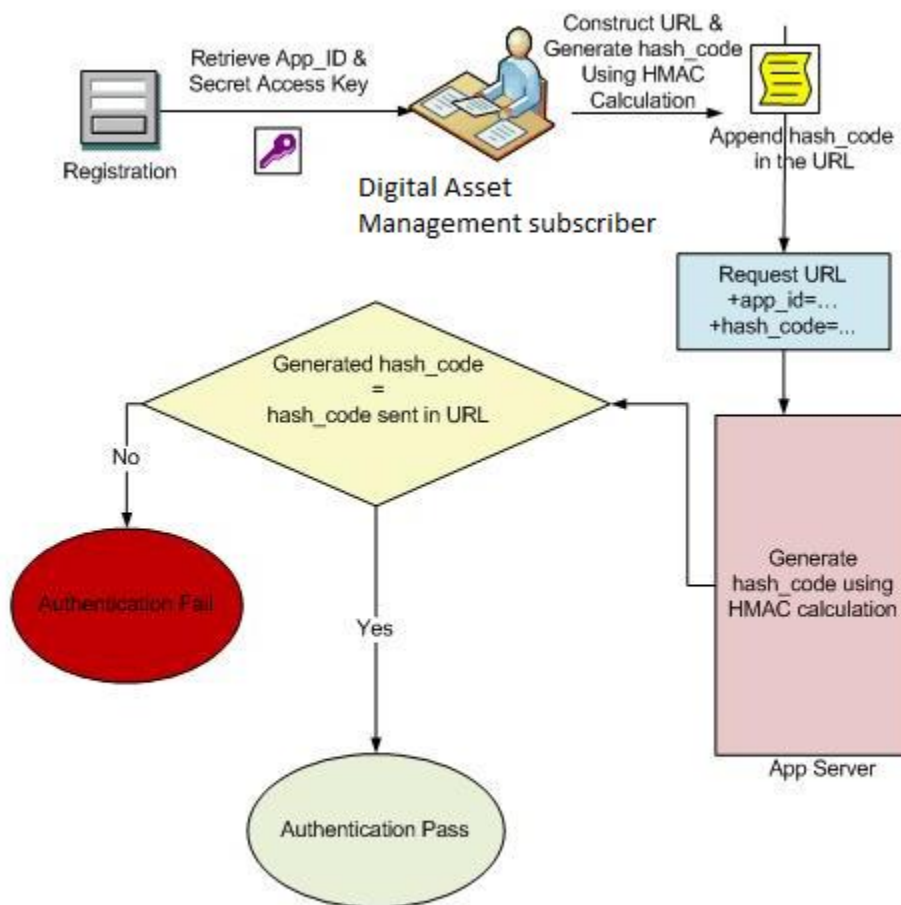 Retrieve App_ID &
Secret Access Key
Registration
Digital Asset
Management subscriber
Construct URL &
Generate hash_code
Using HMAC
Calculation
Append hash_code
in the URL
Request URL
+app_id=...
+hash_code=...
Generate
hash_code using
HMAC calculation
App Server
Generated hash_code
=
hash_code sent in URL
No
Authentication Fail
Yes
Authentication Pass